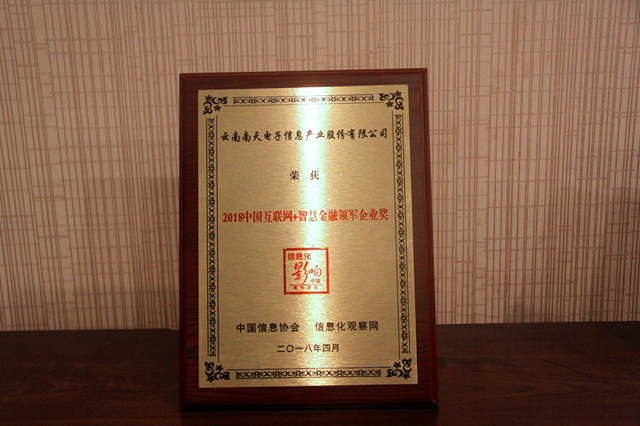 云南南天电子信息产业股份有限公司
荣 获
2018中国互联网+智慧金融领军企业奖
信息化
影响
中国
中国信息协会 信息化观察网
二〇一八年四月